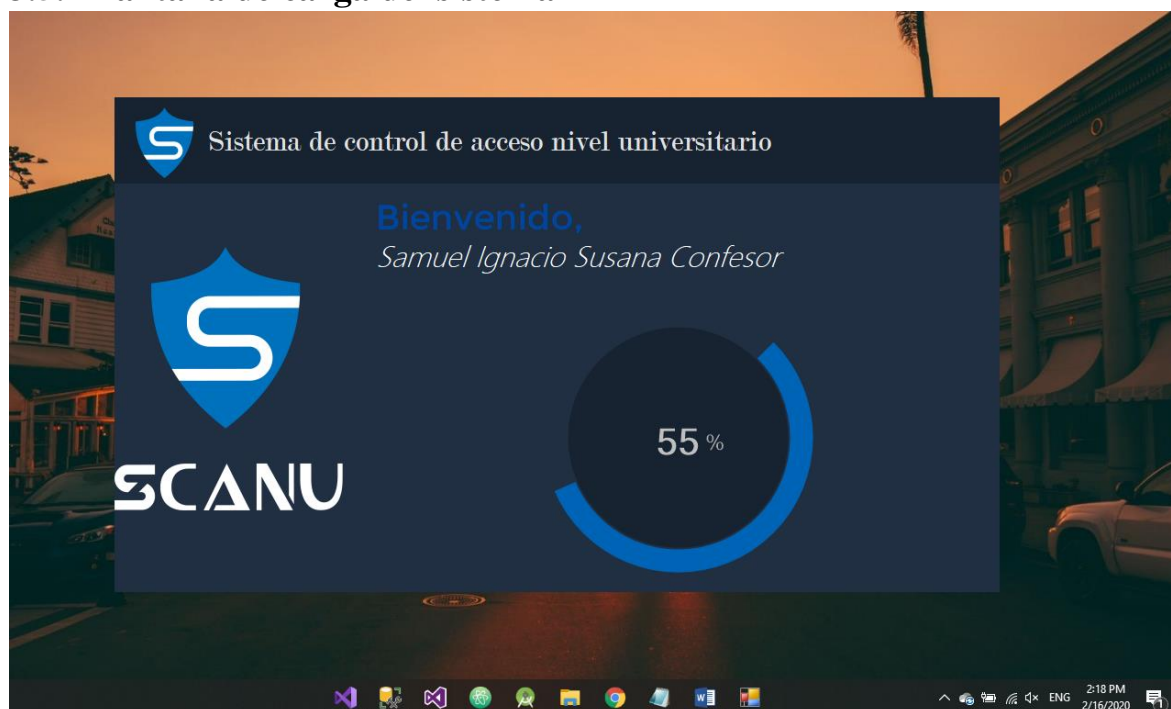 Sistema de control de acceso nivel universitario
Bienvenido,
Samuel Ignacio Susana Confesor
SCANU
55 %
ENG
2:18 PM
2/16/2020